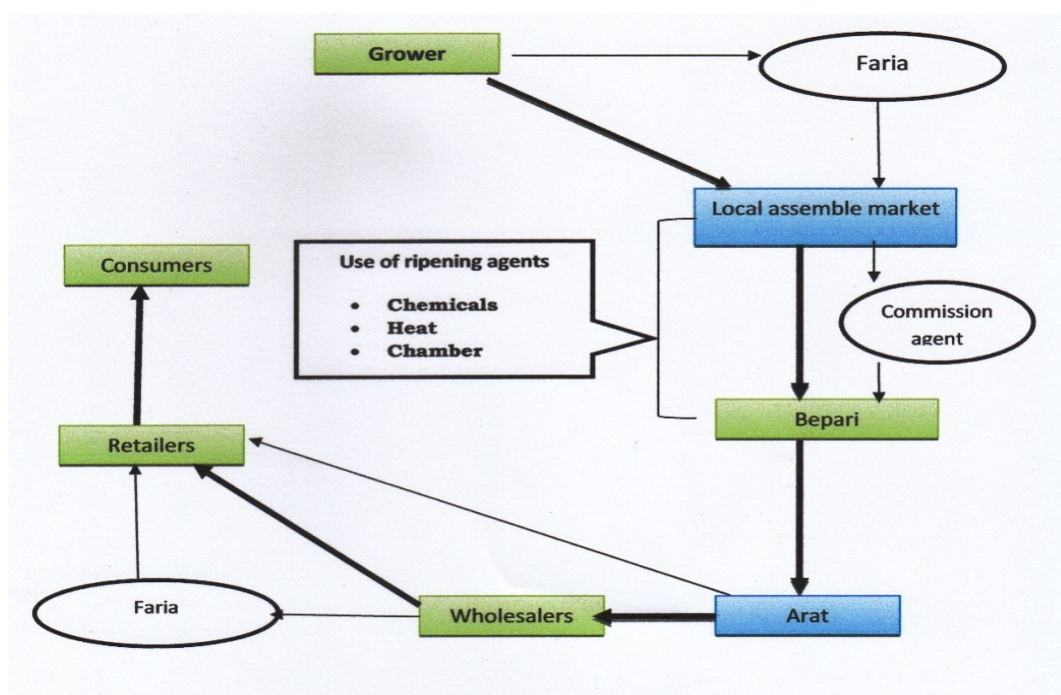 Grower
Faria
Local assemble market
Consumers
Use of ripening agents
• Chemicals
• Heat
• Chamber
Commission
agent
Bepari
Retailers
Faria
Wholesalers
Arat